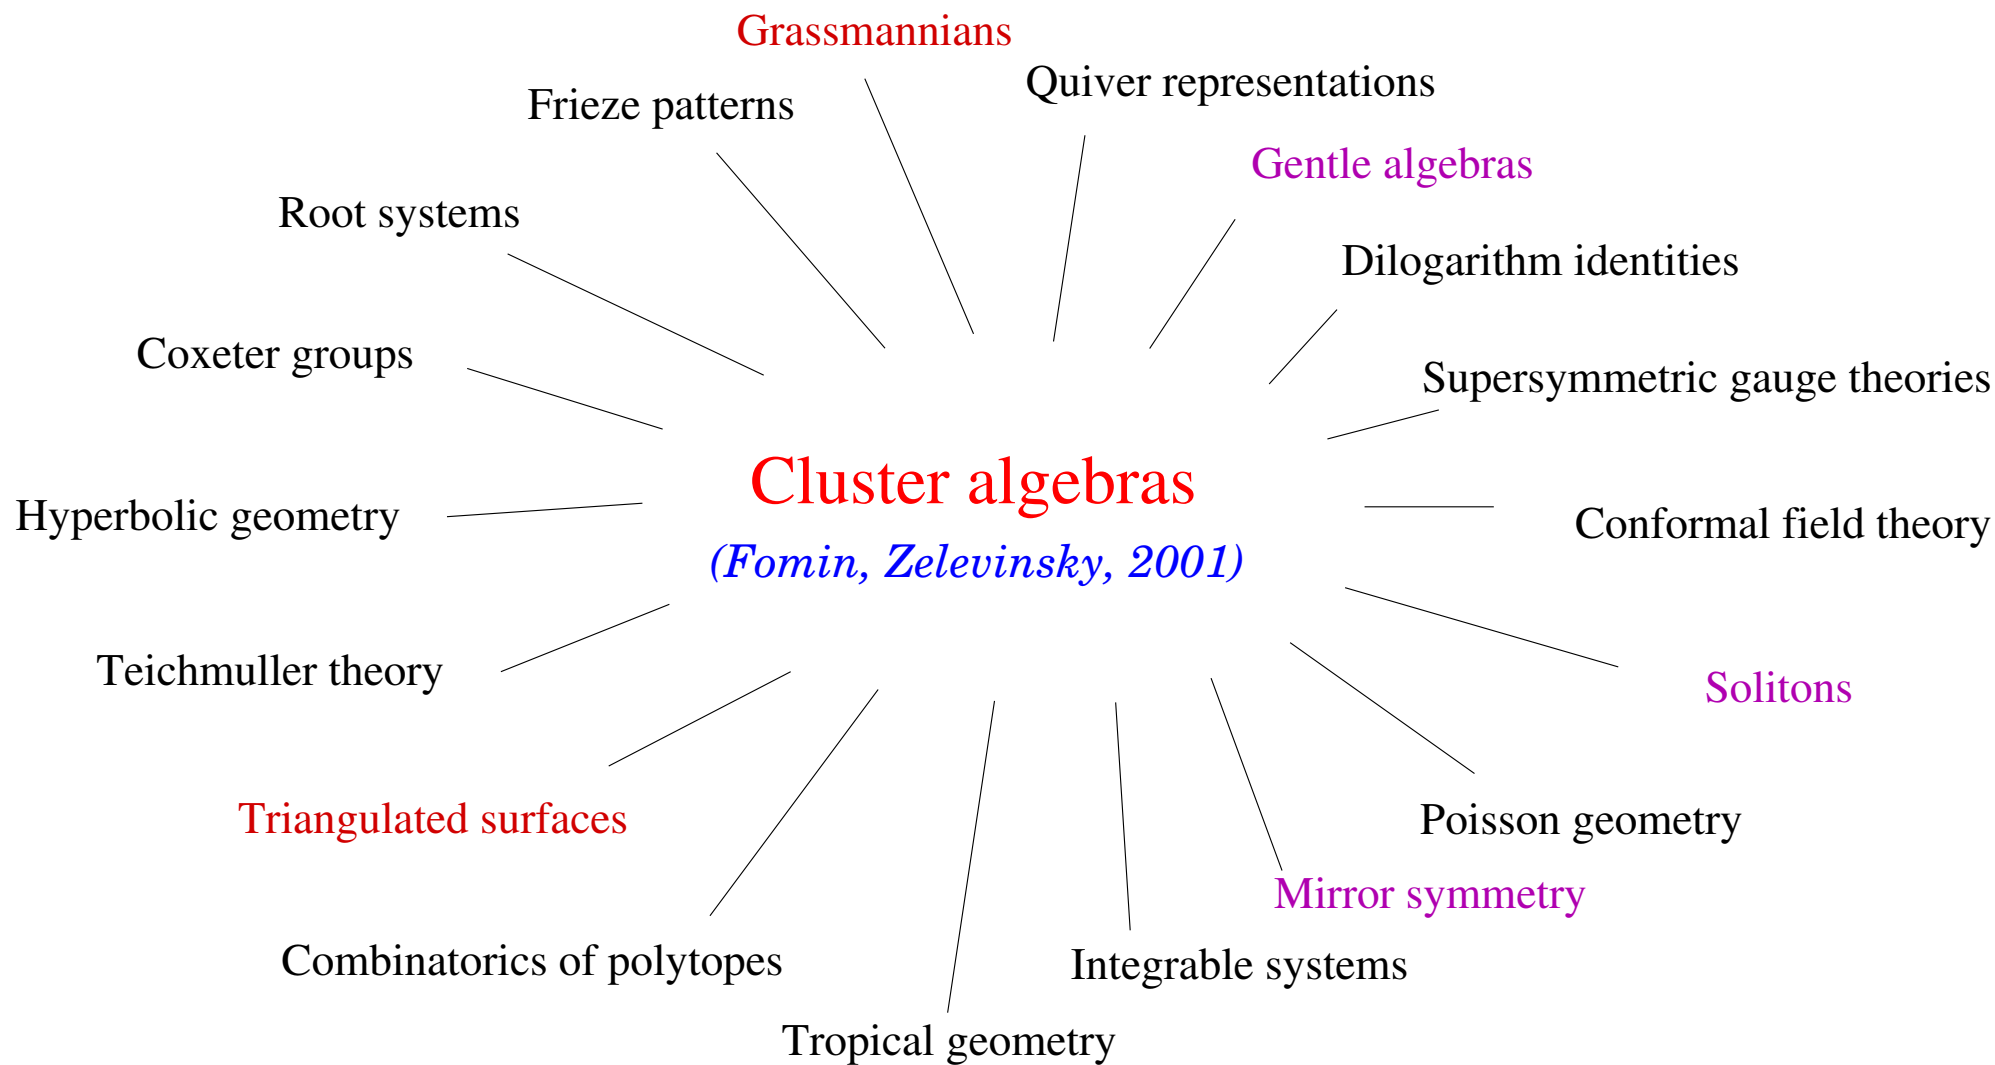 Grassmannians
Quiver representations
Frieze patterns
Gentle algebras
Root systems
Dilogarithm identities
Coxeter groups
Supersymmetric gauge theories
Cluster algebras
Hyperbolic geometry
Conformal field theory
(Fomin, Zelevinsky, 2001)
Teichmuller theory
Solitons
Triangulated surfaces
Poisson geometry
Mirror symmetry
Combinatorics of polytopes
Integrable systems
Tropical geometry